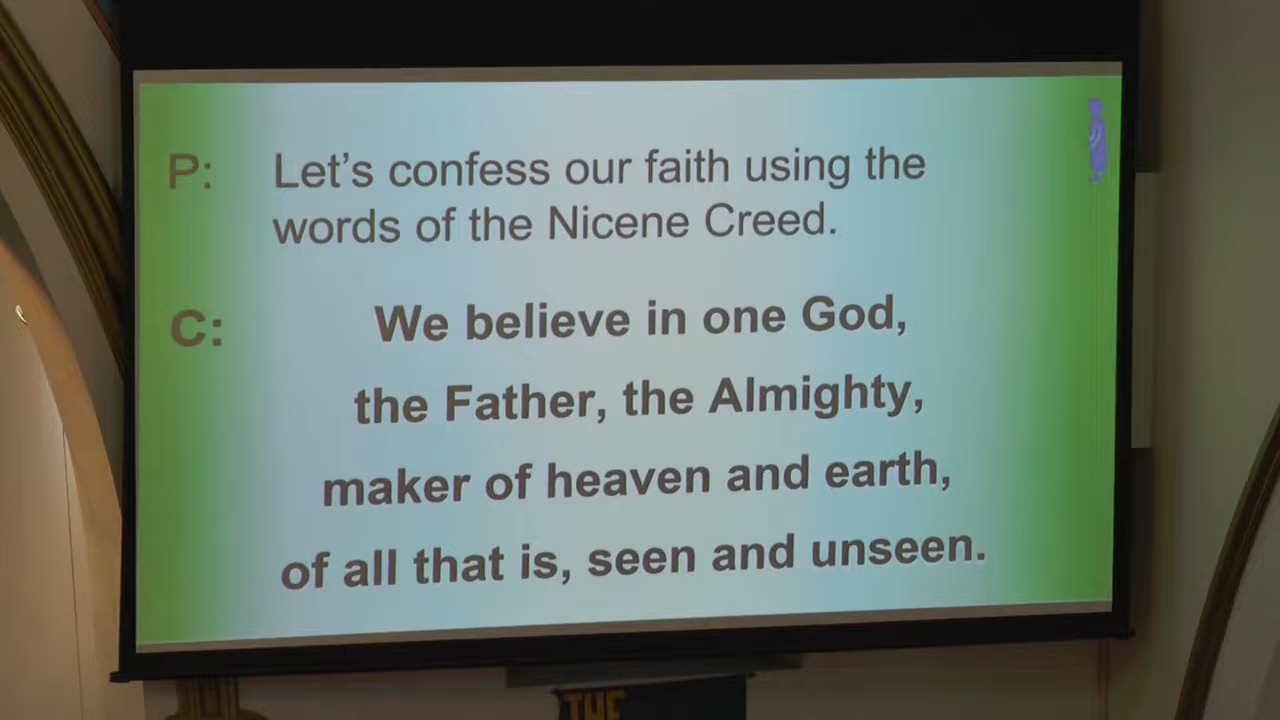 P: Let's confess our faith using the
words of the Nicene Creed.
C: We believe in one God,
the Father, the Almighty,
maker of heaven and earth,
of all that is, seen and unseen.
THE